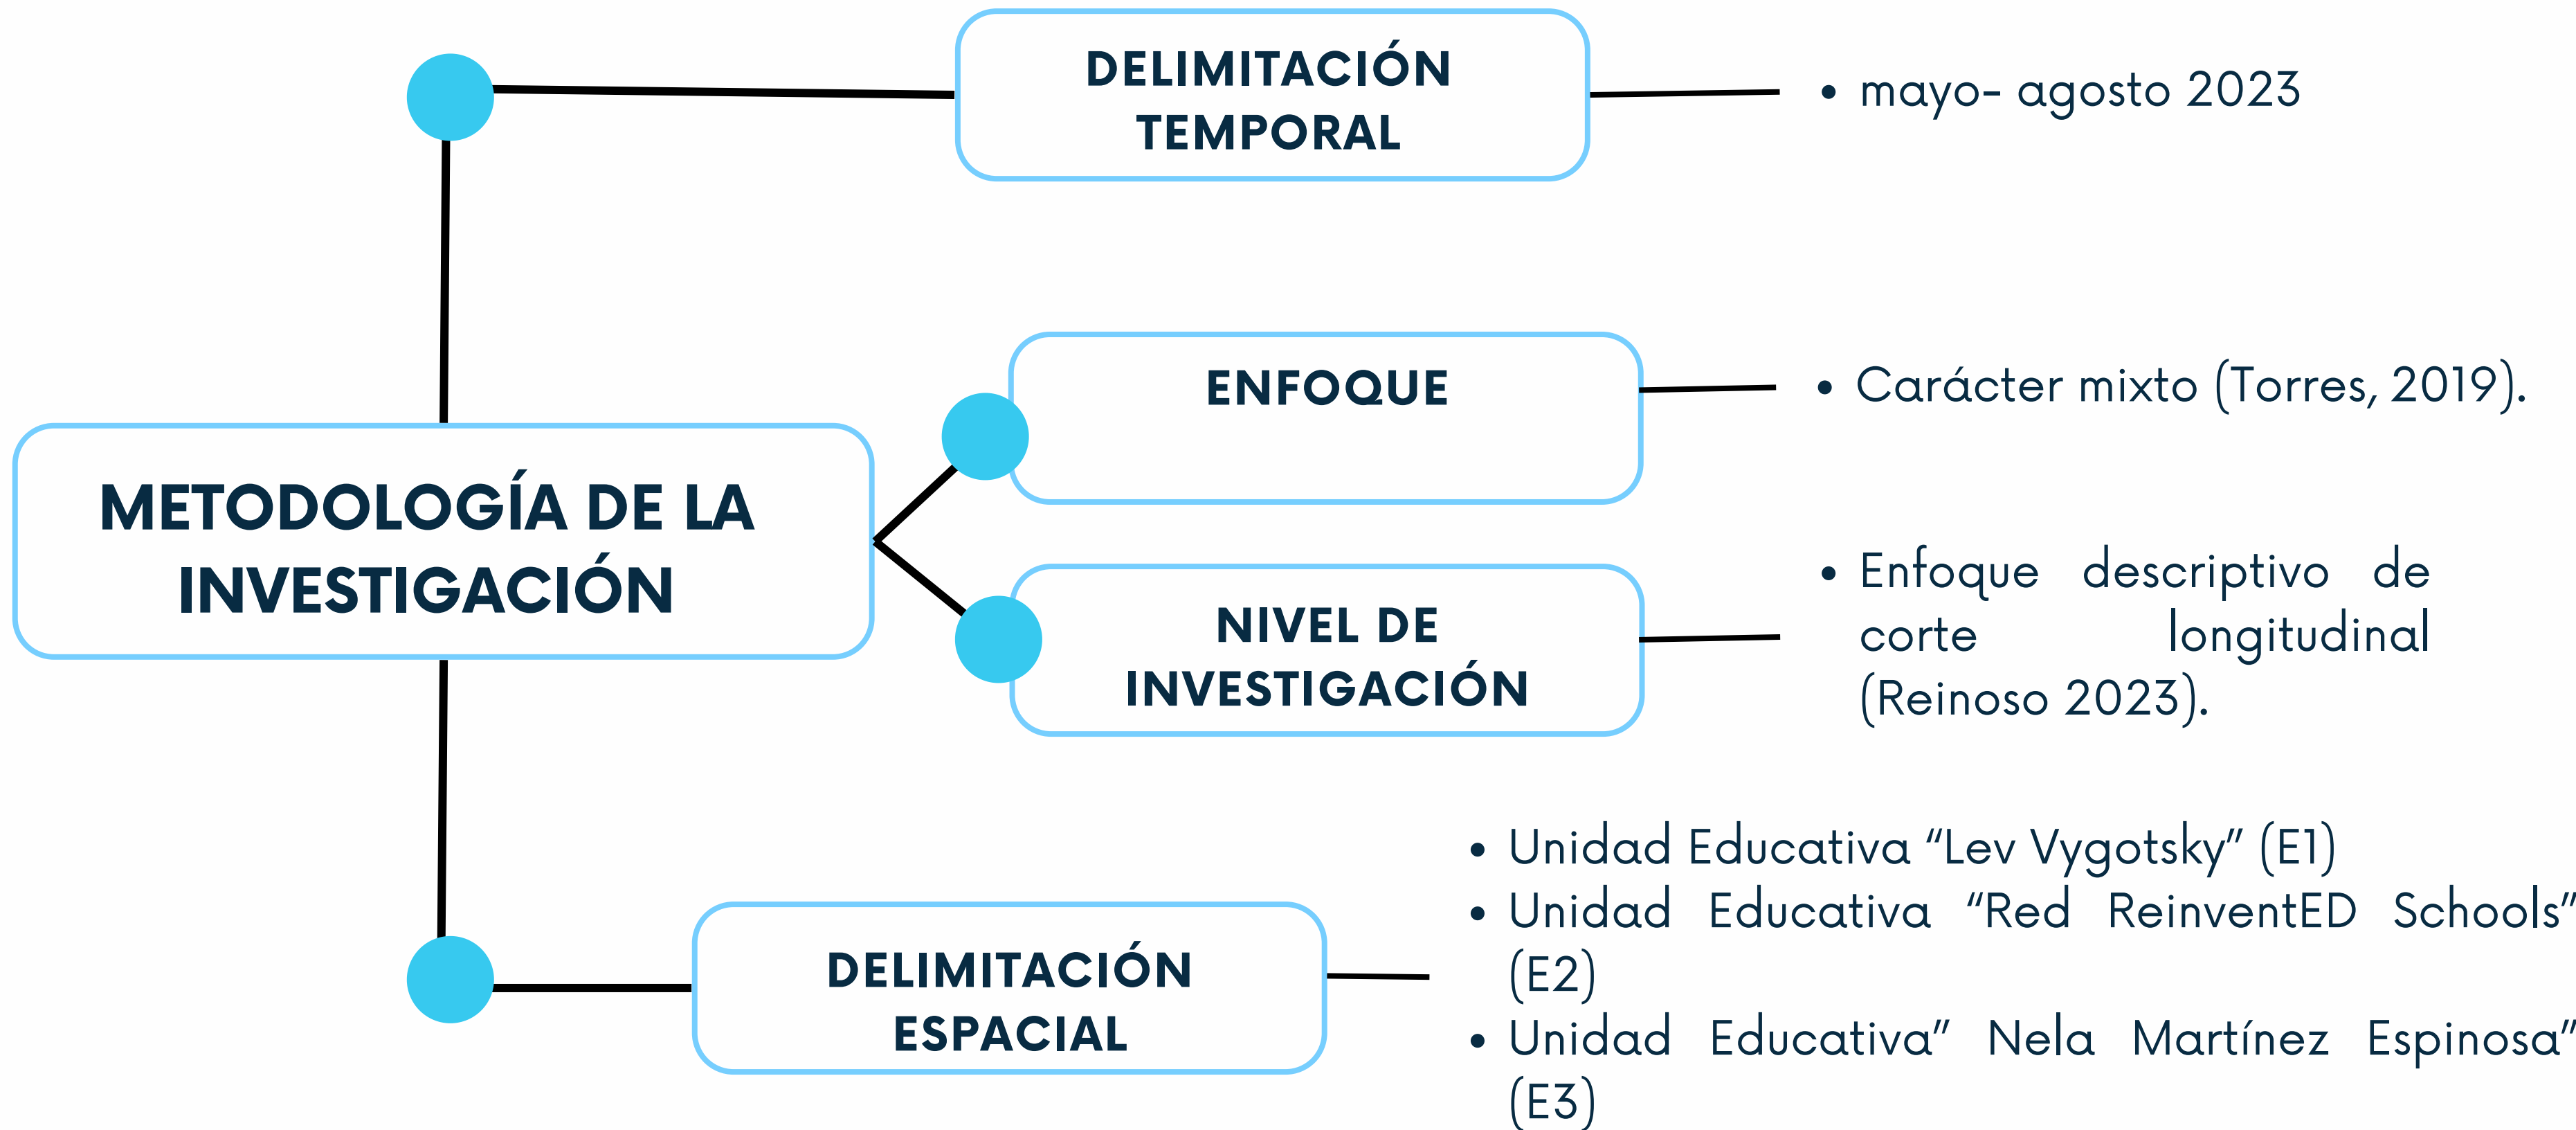 DELIMITACIÓN
TEMPORAL
• mayo- agosto 2023
ENFOQUE
• Carácter mixto (Torres, 2019).
METODOLOGÍA DE LA
INVESTIGACIÓN
NIVEL DE
INVESTIGACIÓN
• Enfoque descriptivo de
corte longitudinal
(Reinoso 2023).
DELIMITACIÓN
ESPACIAL
• Unidad Educativa “Lev Vygotsky” (E1)
• Unidad Educativa “Red ReinventED Schools”
(E2)
• Unidad Educativa” Nela Martínez Espinosa”
(E3)